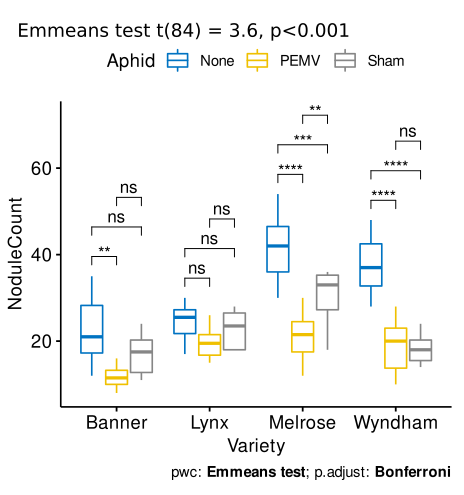 Emmeans test t(84) = 3.6, p<0.001
Aphid None PEMV Sham
**
ns
***
****
ns
****
****
ns
ns
**
ns
ns
ns
NoduleCount
60
40
20
Banner Lynx Melrose Wyndham
Variety
pwc: Emmeans test; p.adjust: Bonferroni